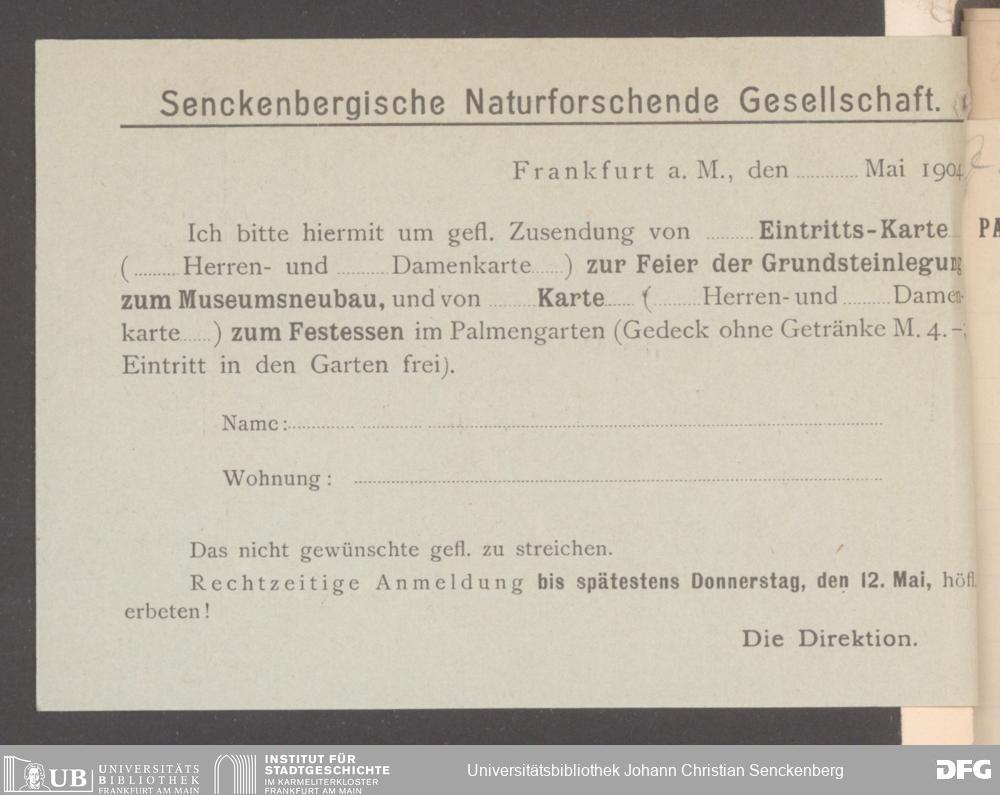 Senckenbergische Naturforschende Gesellschaft.
Frankfurt a. M., den ............ Mai 1904
Ich bitte hiermit um gefl. Zusendung von ......... Eintritts-Karte...
(......... Herren- und ......... Damenkarte......) zur Feier der Grundsteinlegung
zum Museumsneubau, und von ......... Karte...... (......... Herren- und ......... Damen-
karte......) zum Festessen im Palmengarten (Gedeck ohne Getränke M. 4.–;
Eintritt in den Garten frei).
Name:
Wohnung:
Das nicht gewünschte gefl. zu streichen.
Rechtzeitige Anmeldung bis spätestens Donnerstag, den 12. Mai, höfl.
erbeten!
Die Direktion.
PA
UB UNIVERSITÄTS
BIBLIOTHEK
FRANKFURT AM MAIN
INSTITUT FÜR
STADTGESCHICHTE
IM KARMELITERKLOSTER
FRANKFURT AM MAIN
Universitätsbibliothek Johann Christian Senckenberg
DFG